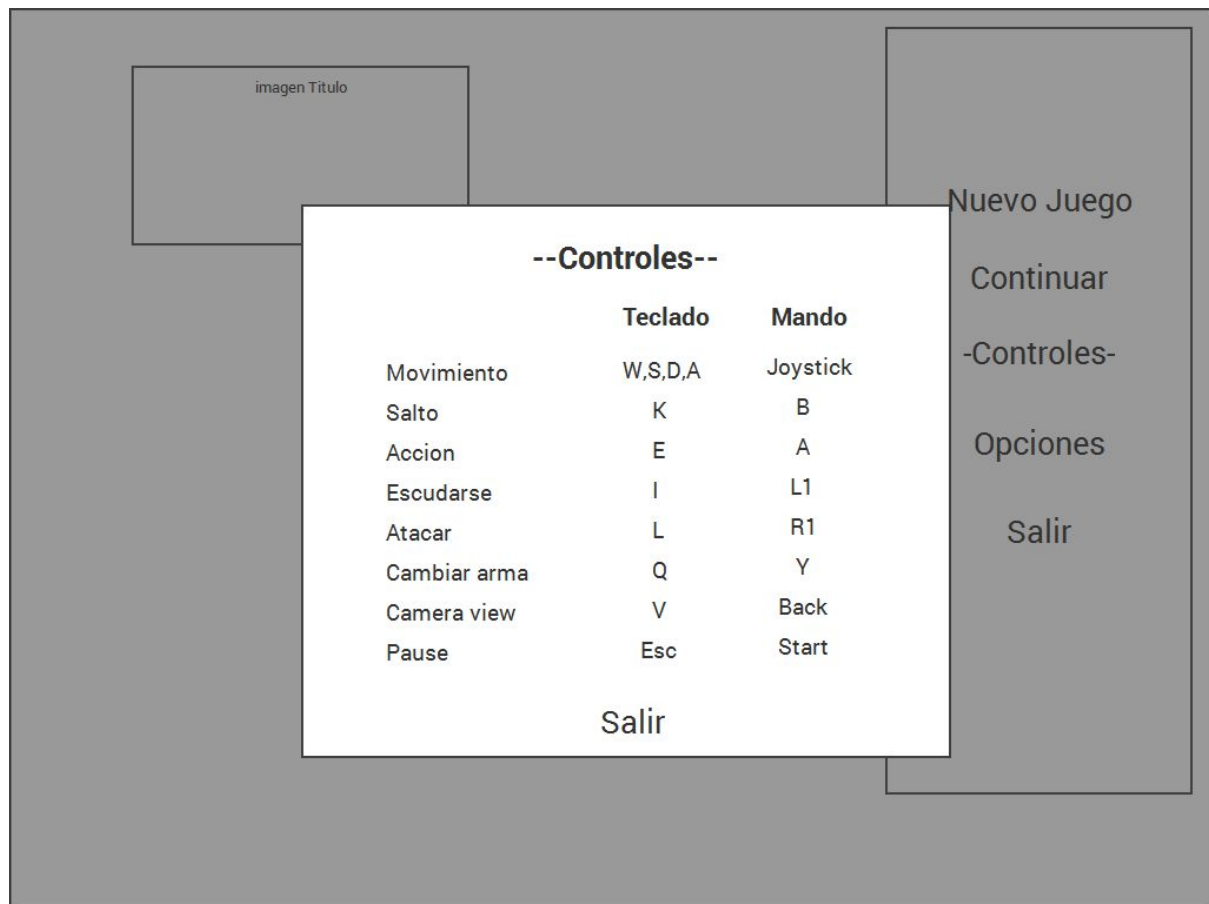 imagen Titulo
Nuevo Juego
Continuar
-Controles-
Opciones
Salir
--Controles--
Teclado Mando
Movimiento W,S,D,A Joystick
Salto K B
Accion E A
Escudarse I L1
Atacar L R1
Cambiar arma Q Y
Camera view V Back
Pause Esc Start
Salir